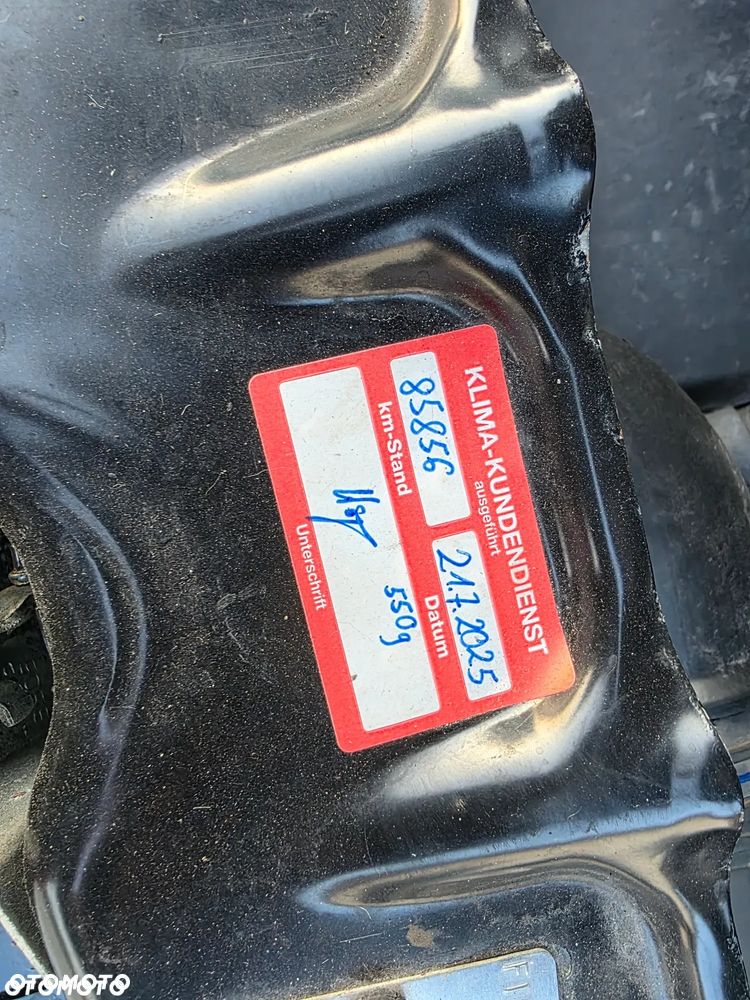 KLIMA-KUNDENDIENST
ausgeführt
85856
21.7.2025
km-Stand
Datum
550g
Unterschrift
OTOMOTO